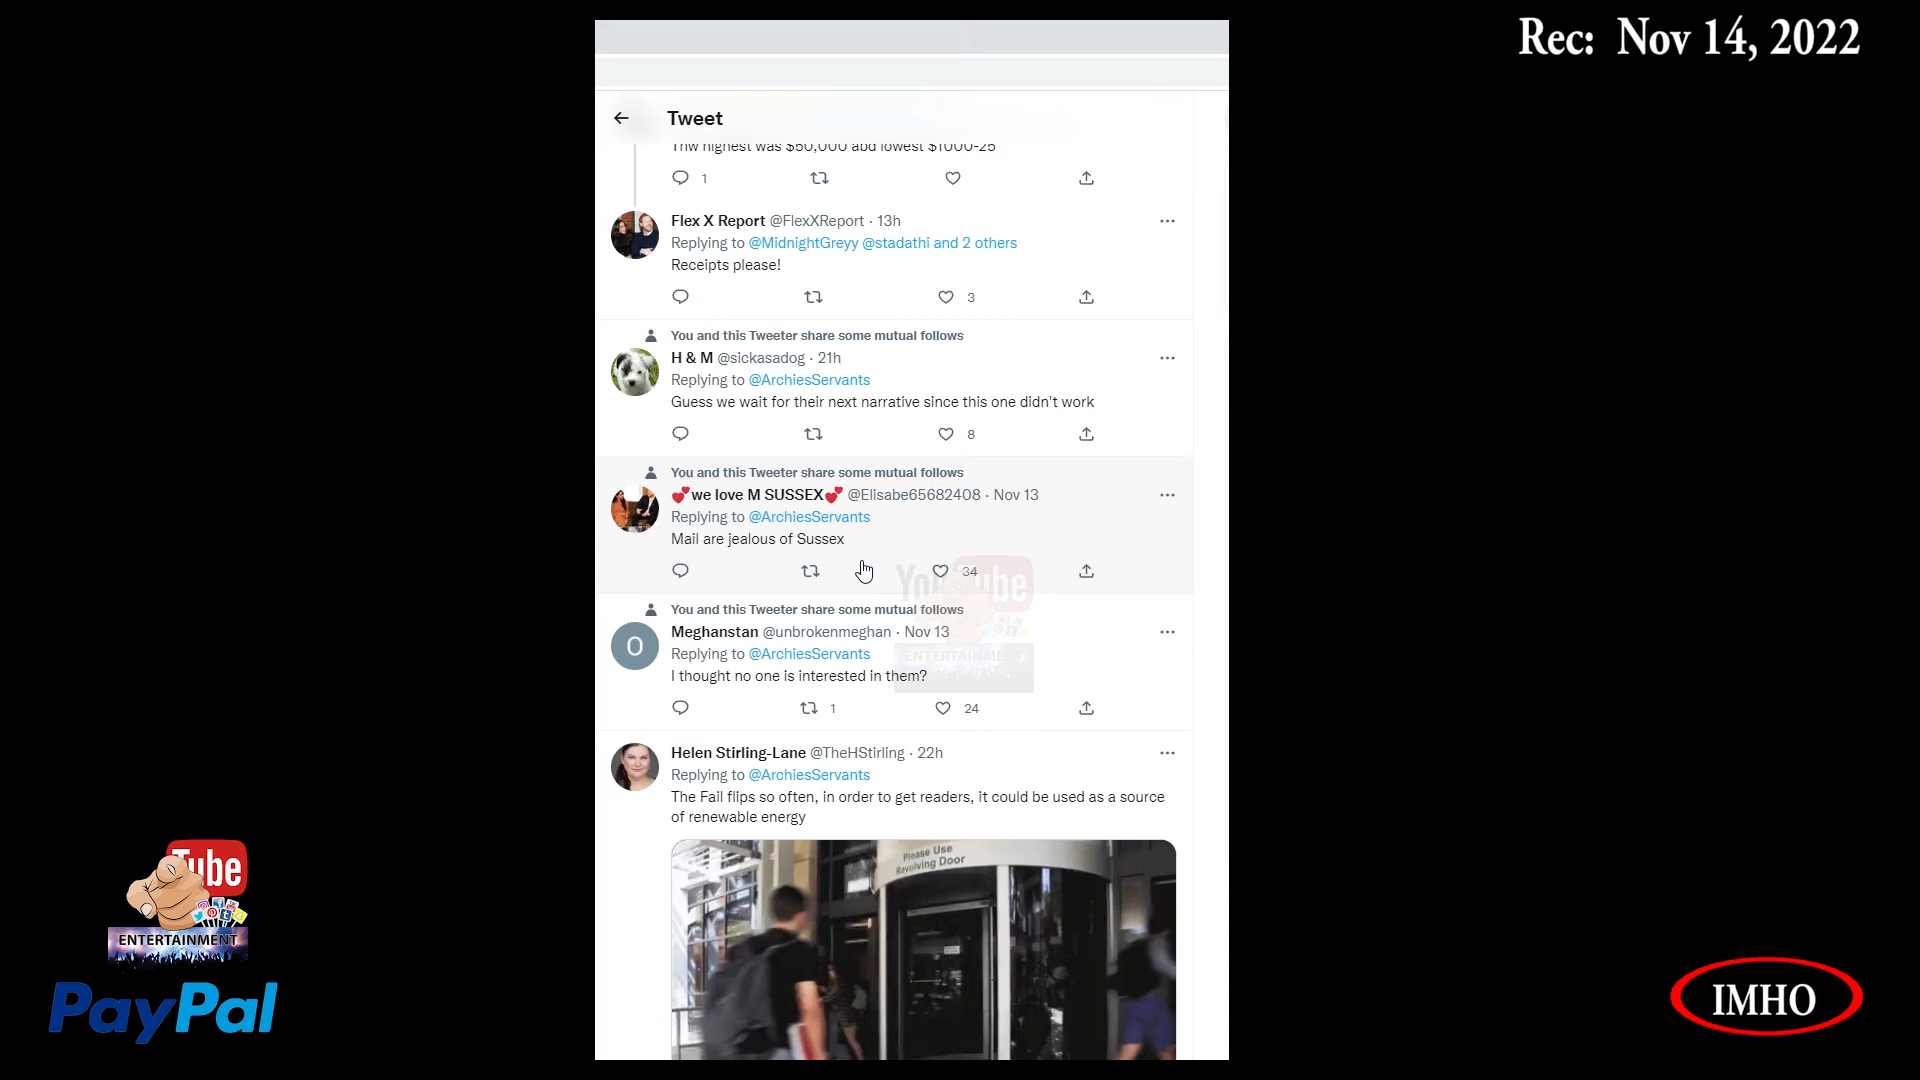 Rec: Nov 14, 2022
Tweet
Thw highest was $50,000 abd lowest $1000-25
1
Flex X Report @FlexXReport · 13h
Replying to @MidnightGreyy @stadathi and 2 others
Receipts please!
3
You and this Tweeter share some mutual follows
H & M @sickasadog · 21h
Replying to @ArchiesServants
Guess we wait for their next narrative since this one didn't work
8
You and this Tweeter share some mutual follows
💕we love M SUSSEX💕 @Elisabe65682408 · Nov 13
Replying to @ArchiesServants
Mail are jealous of Sussex
34
YouTube
You and this Tweeter share some mutual follows
Meghanstan @unbrokenmeghan · Nov 13
O
Replying to @ArchiesServants
ENTERTAINMENT
I thought no one is interested in them?
1 24
Helen Stirling-Lane @TheHStirling · 22h
Replying to @ArchiesServants
The Fail flips so often, in order to get readers, it could be used as a source
of renewable energy
Please Use
Revolving Door
Tube
ENTERTAINMENT
PayPal
IMHO